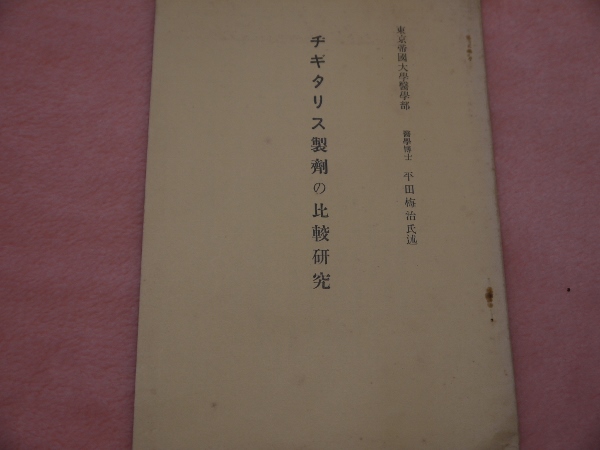 東京帝國大學醫學部
醫學博士 平田梅治氏述
ヂギタリス製劑の比較研究